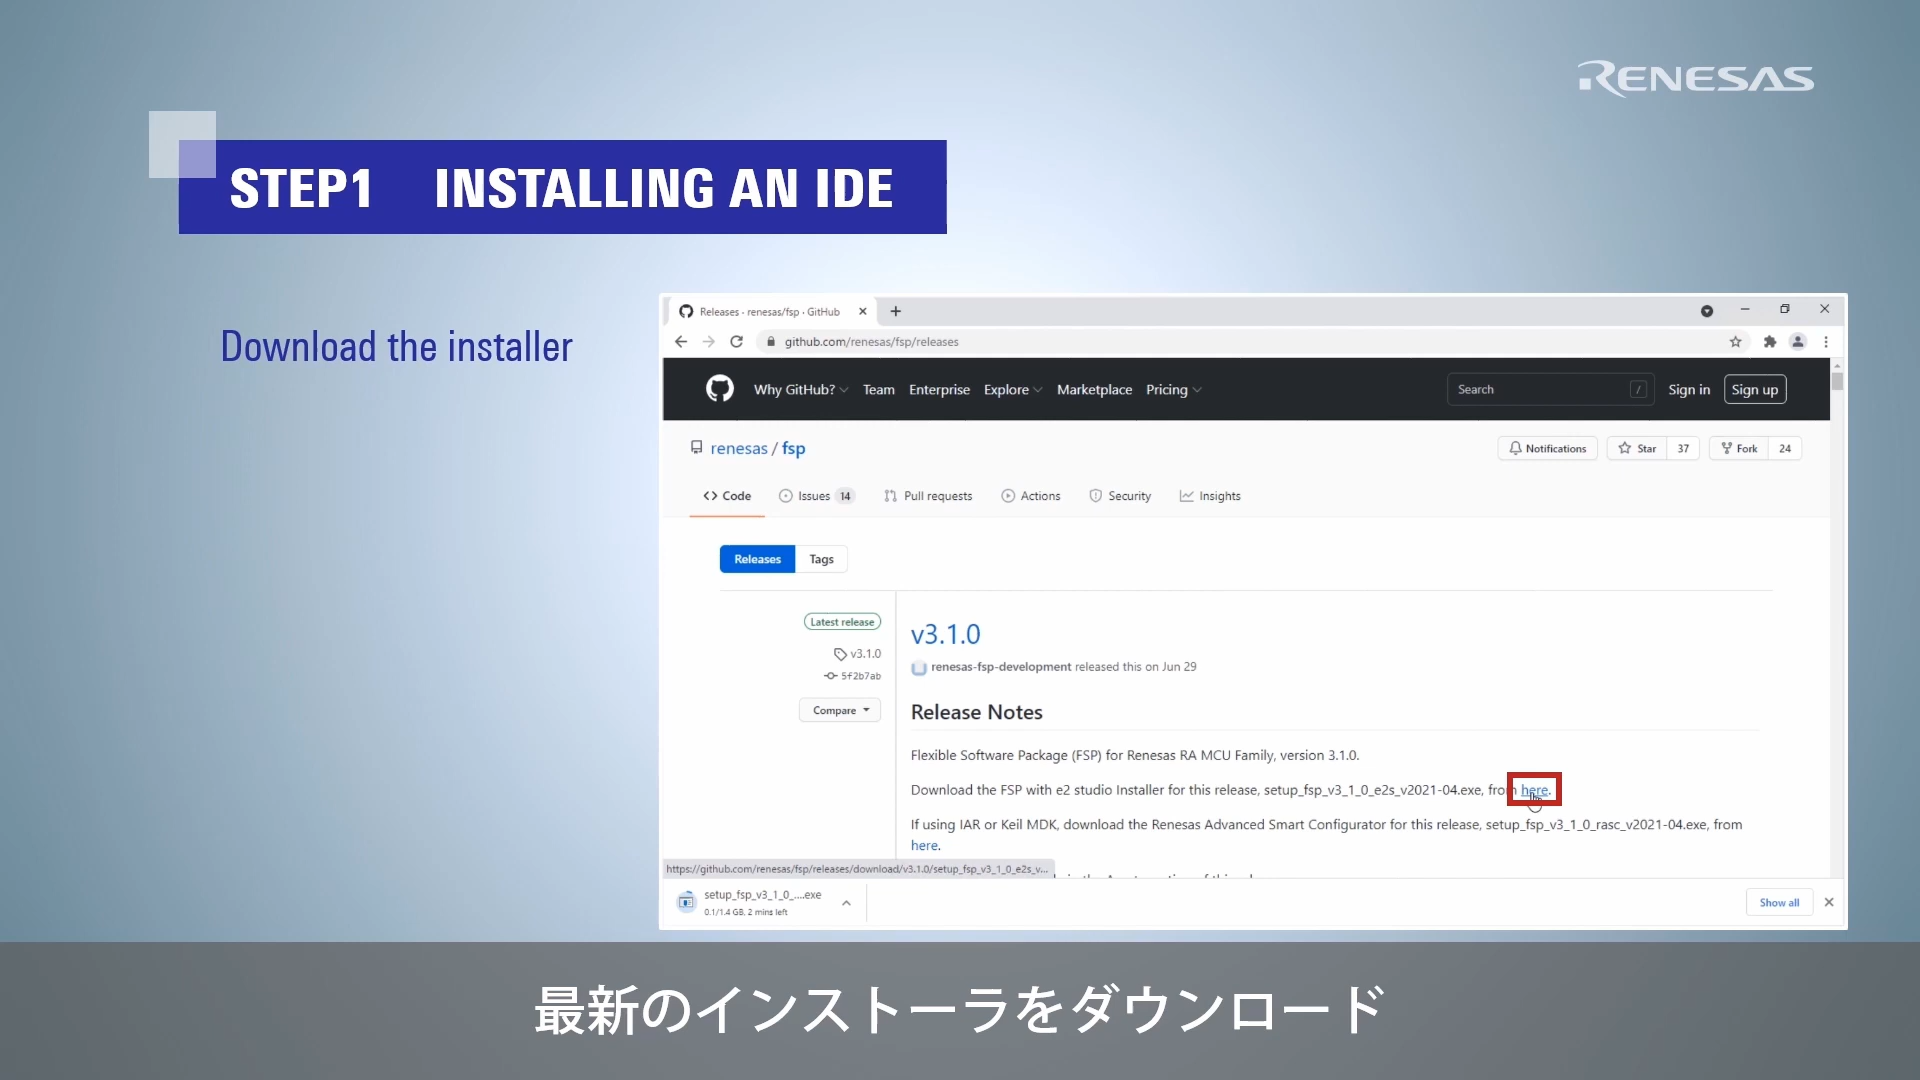 RENESAS
STEP1 INSTALLING AN IDE
Download the installer
Releases · renesas/fsp · GitHub
github.com/renesas/fsp/releases
Why GitHub? Team Enterprise Explore Marketplace Pricing Search / Sign in Sign up
renesas / fsp Notifications Star 37 Fork 24
Code Issues 14 Pull requests Actions Security Insights
Releases Tags
Latest release
v3.1.0
5f2b7ab
Compare
v3.1.0
renesas-fsp-development released this on Jun 29
Release Notes
Flexible Software Package (FSP) for Renesas RA MCU Family, version 3.1.0.
Download the FSP with e2 studio Installer for this release, setup_fsp_v3_1_0_e2s_v2021-04.exe, from here.
If using IAR or Keil MDK, download the Renesas Advanced Smart Configurator for this release, setup_fsp_v3_1_0_rasc_v2021-04.exe, from
here.
https://github.com/renesas/fsp/releases/download/v3.1.0/setup_fsp_v3_1_0_e2s_v...
setup_fsp_v3_1_0_....exe
0.1/1.4 GB, 2 mins left
Show all
最新のインストーラをダウンロード